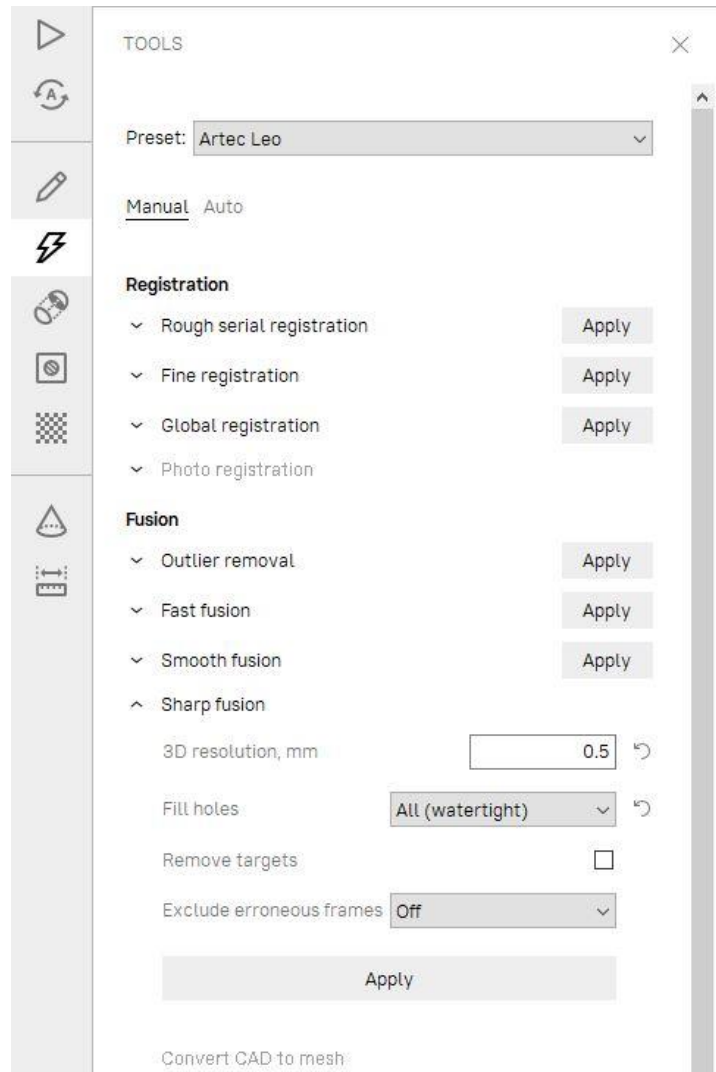 TOOLS
Preset: Artec Leo
Manual Auto
Registration
Rough serial registration Apply
Fine registration Apply
Global registration Apply
Photo registration
Fusion
Outlier removal Apply
Fast fusion Apply
Smooth fusion Apply
Sharp fusion
3D resolution, mm 0.5
Fill holes All (watertight)
Remove targets
Exclude erroneous frames Off
Apply
Convert CAD to mesh